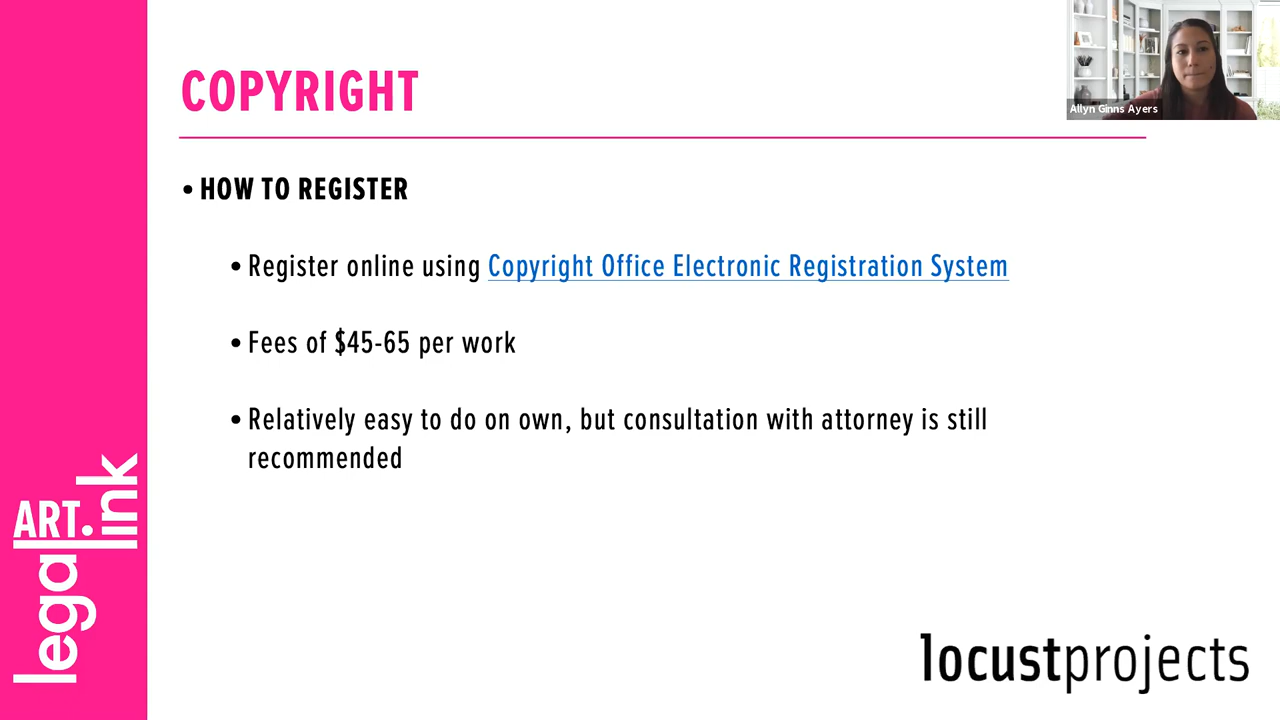 COPYRIGHT
Allyn Ginns Ayers
• HOW TO REGISTER
• Register online using Copyright Office Electronic Registration System
• Fees of $45-65 per work
• Relatively easy to do on own, but consultation with attorney is still
recommended
legal
ART.
ink
locustprojects